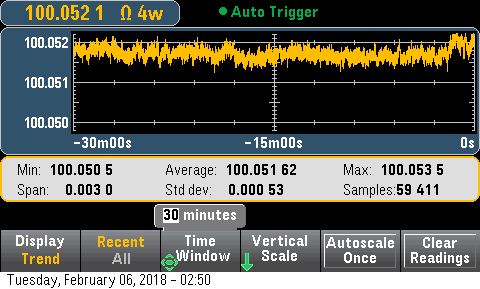 100.052 1 Ω 4w
Auto Trigger
100.052
100.051
100.050
-30m00s -15m00s 0s
Min: 100.050 5 Average: 100.051 62 Max: 100.053 5
Span: 0.003 0 Std dev: 0.000 53 Samples: 59 411
30 minutes
Display Trend
Recent All
Time Window
Vertical Scale
Autoscale Once
Clear Readings
Tuesday, February 06, 2018 - 02:50